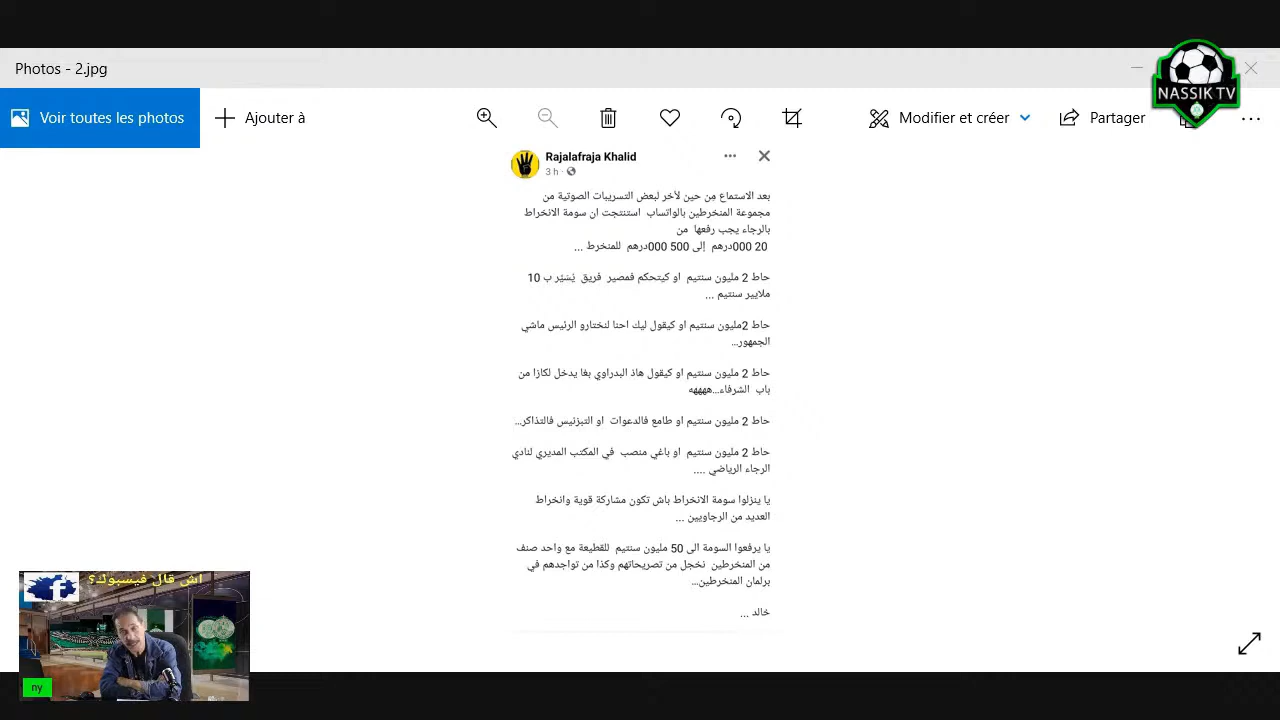 Photos - 2.jpg
NASSIK TV
Voir toutes les photos
Ajouter à
Modifier et créer
Partager
Rajalafraja Khalid
3 h
بعد الاستماع مِن حين لأخر لبعض التسريبات الصوتية من
مجموعة المنخرطين بالواتساب استنتجت ان سومة الانخراط
بالرجاء يجب رفعها من
20 000درهم إلى 500 000درهم للمنخرط ...
حاط 2 مليون سنتيم او كيتحكم فمصير فريق يُسَيَّر ب 10
ملايير سنتيم ...
حاط 2مليون سنتيم او كيقول ليك احنا لنختارو الرئيس ماشي
الجمهور...
حاط 2 مليون سنتيم او كيقول هاذ البدراوي بغا يدخل لكازا من
باب الشرفاء...هههههه
حاط 2 مليون سنتيم او طامع فالدعوات او التبزنيس فالتذاكر...
حاط 2 مليون سنتيم او باغي منصب في المكتب المديري لنادي
الرجاء الرياضي ....
يا ينزلوا سومة الانخراط باش تكون مشاركة قوية وانخراط
العديد من الرجاويين ...
يا يرفعوا السومة الى 50 مليون سنتيم للقطيعة مع واحد صنف
من المنخرطين نخجل من تصريحاتهم وكذا من تواجدهم في
برلمان المنخرطين...
خالد ...
اش قال فيسبوك؟
ny